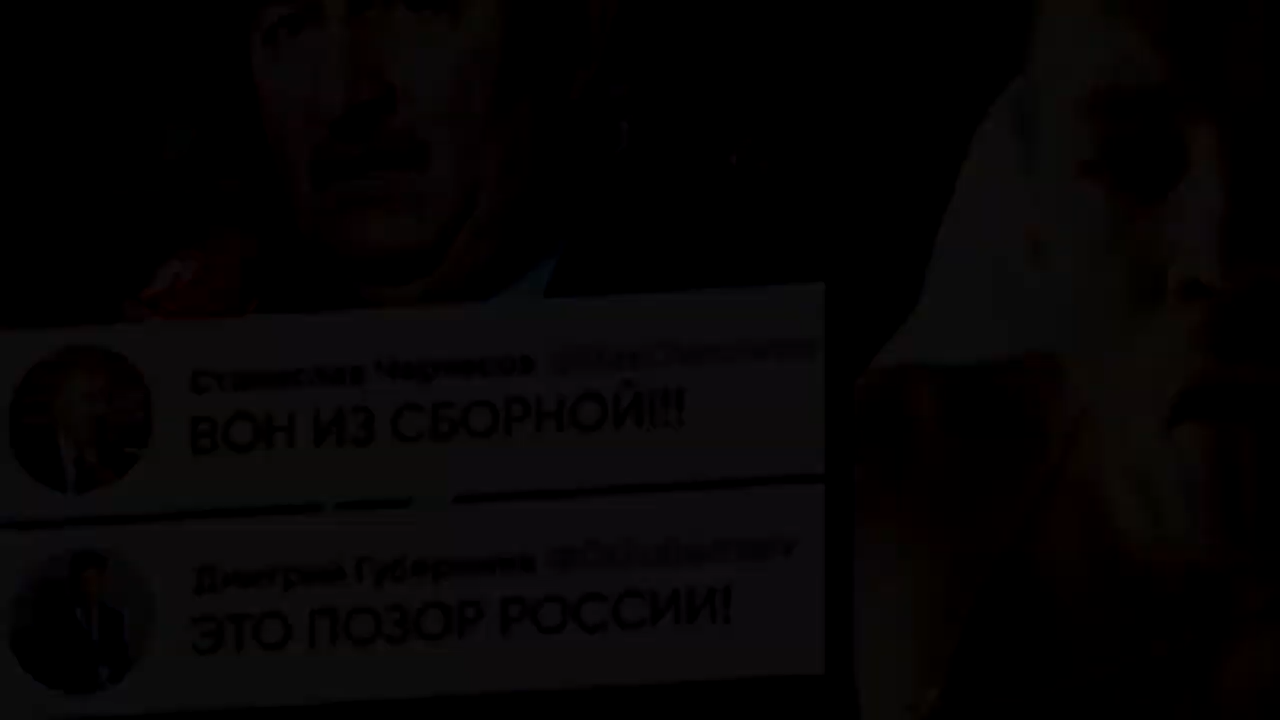 Станислав Черчесов
ВОН ИЗ СБОРНОЙ!!!
Дмитрий Губерниев
ЭТО ПОЗОР РОССИИ!